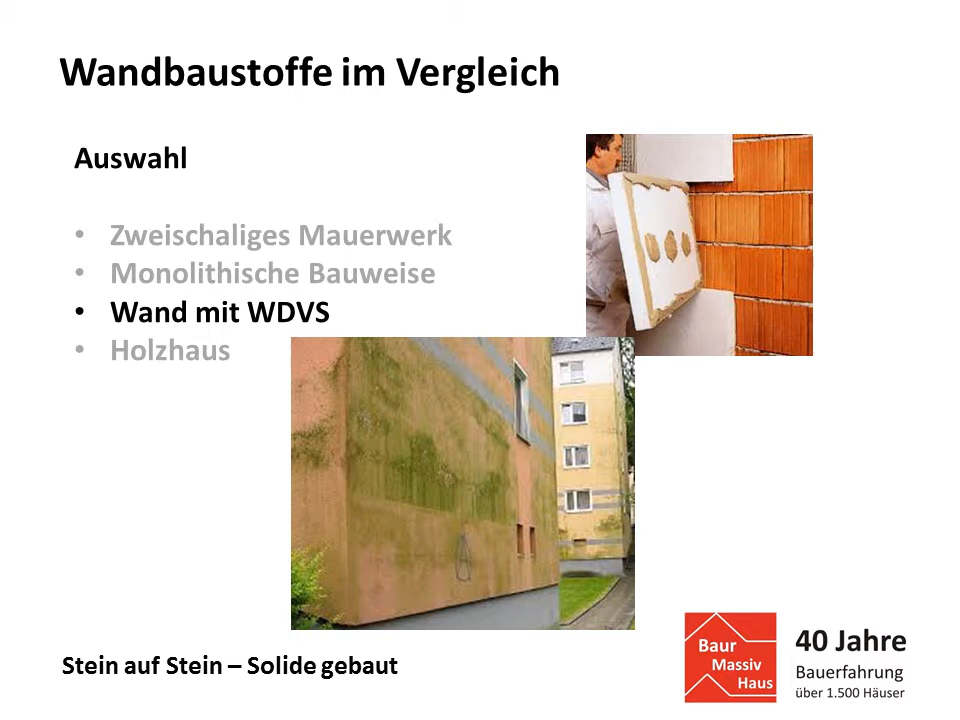 Wandbaustoffe im Vergleich
Auswahl
• Zweischaliges Mauerwerk
• Monolithische Bauweise
• Wand mit WDVS
• Holzhaus
Stein auf Stein – Solide gebaut
Baur
Massiv
Haus
40 Jahre
Bauerfahrung
über 1.500 Häuser